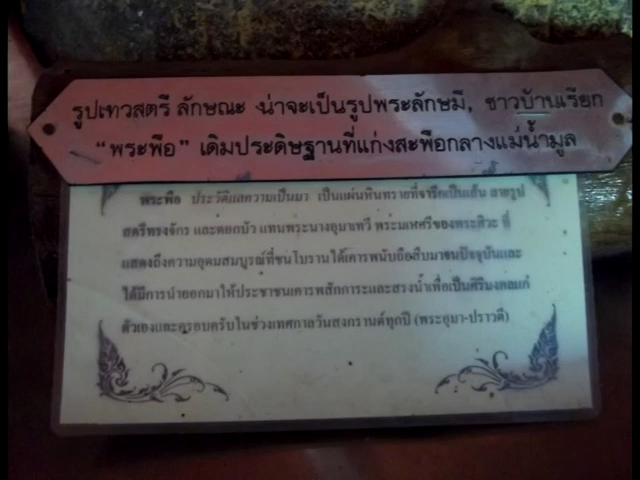 รูปเทวสตรี ลักษณะ น่าจะเป็นรูปพระลักษมี, ชาวบ้านเรียก
"พระพือ" เดิมประดิษฐานที่แก่งสะพือกลางแม่น้ำมูล
พระพือ ประวัติและความเป็นมา เป็นแผ่นหินทรายที่จารึกเป็นเส้น ลายรูป
สตรีทรงจักร และดอกบัว แทนพระนางอุมาเทวี พระมเหศรีของพระศิวะ ที่
แสดงถึงความอุดมสมบูรณ์ที่ชนโบราณได้เคารพนับถือสืบมาจนปัจจุบันและ
ได้มีการนำออกมาให้ประชาชนเคารพสักการะและสรงน้ำเพื่อเป็นศิริมงคลแก่
ตัวเองและครอบครัวในช่วงเทศกาลวันสงกรานต์ทุกปี (พระอุมา-ปราวตี)